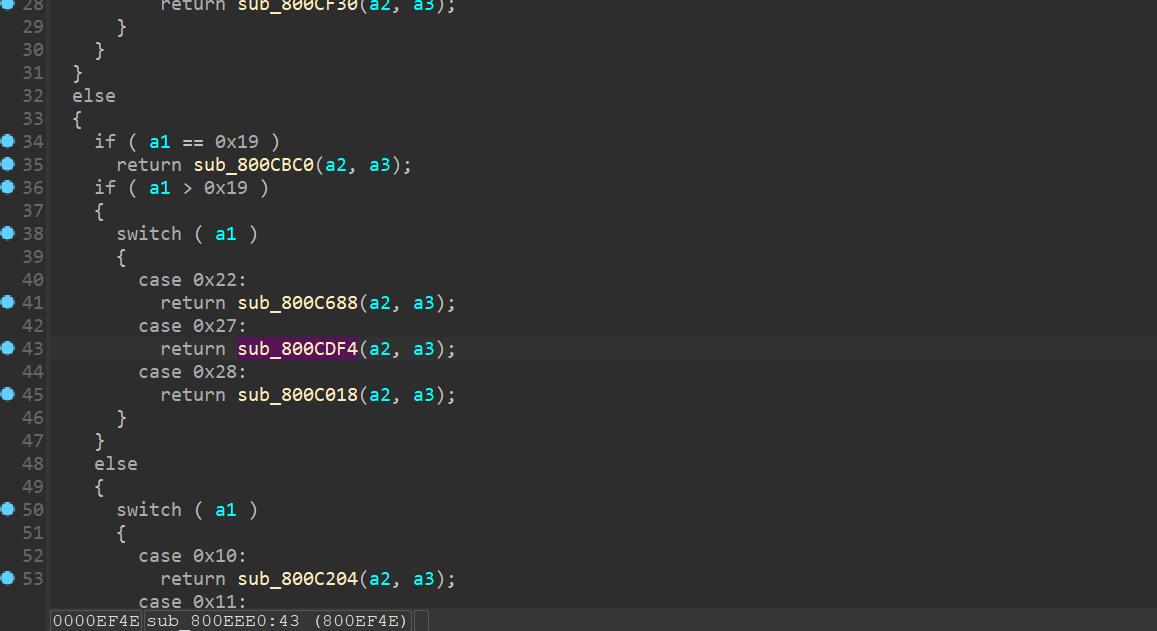 28 return sub_800CF30(a2, a3);
29 }
30 }
31 }
32 else
33 {
34 if ( a1 == 0x19 )
35 return sub_800CBC0(a2, a3);
36 if ( a1 > 0x19 )
37 {
38 switch ( a1 )
39 {
40 case 0x22:
41 return sub_800C688(a2, a3);
42 case 0x27:
43 return sub_800CDF4(a2, a3);
44 case 0x28:
45 return sub_800C018(a2, a3);
46 }
47 }
48 else
49 {
50 switch ( a1 )
51 {
52 case 0x10:
53 return sub_800C204(a2, a3);
case 0x11:
0000EF4E sub_800EEE0:43 (800EF4E)